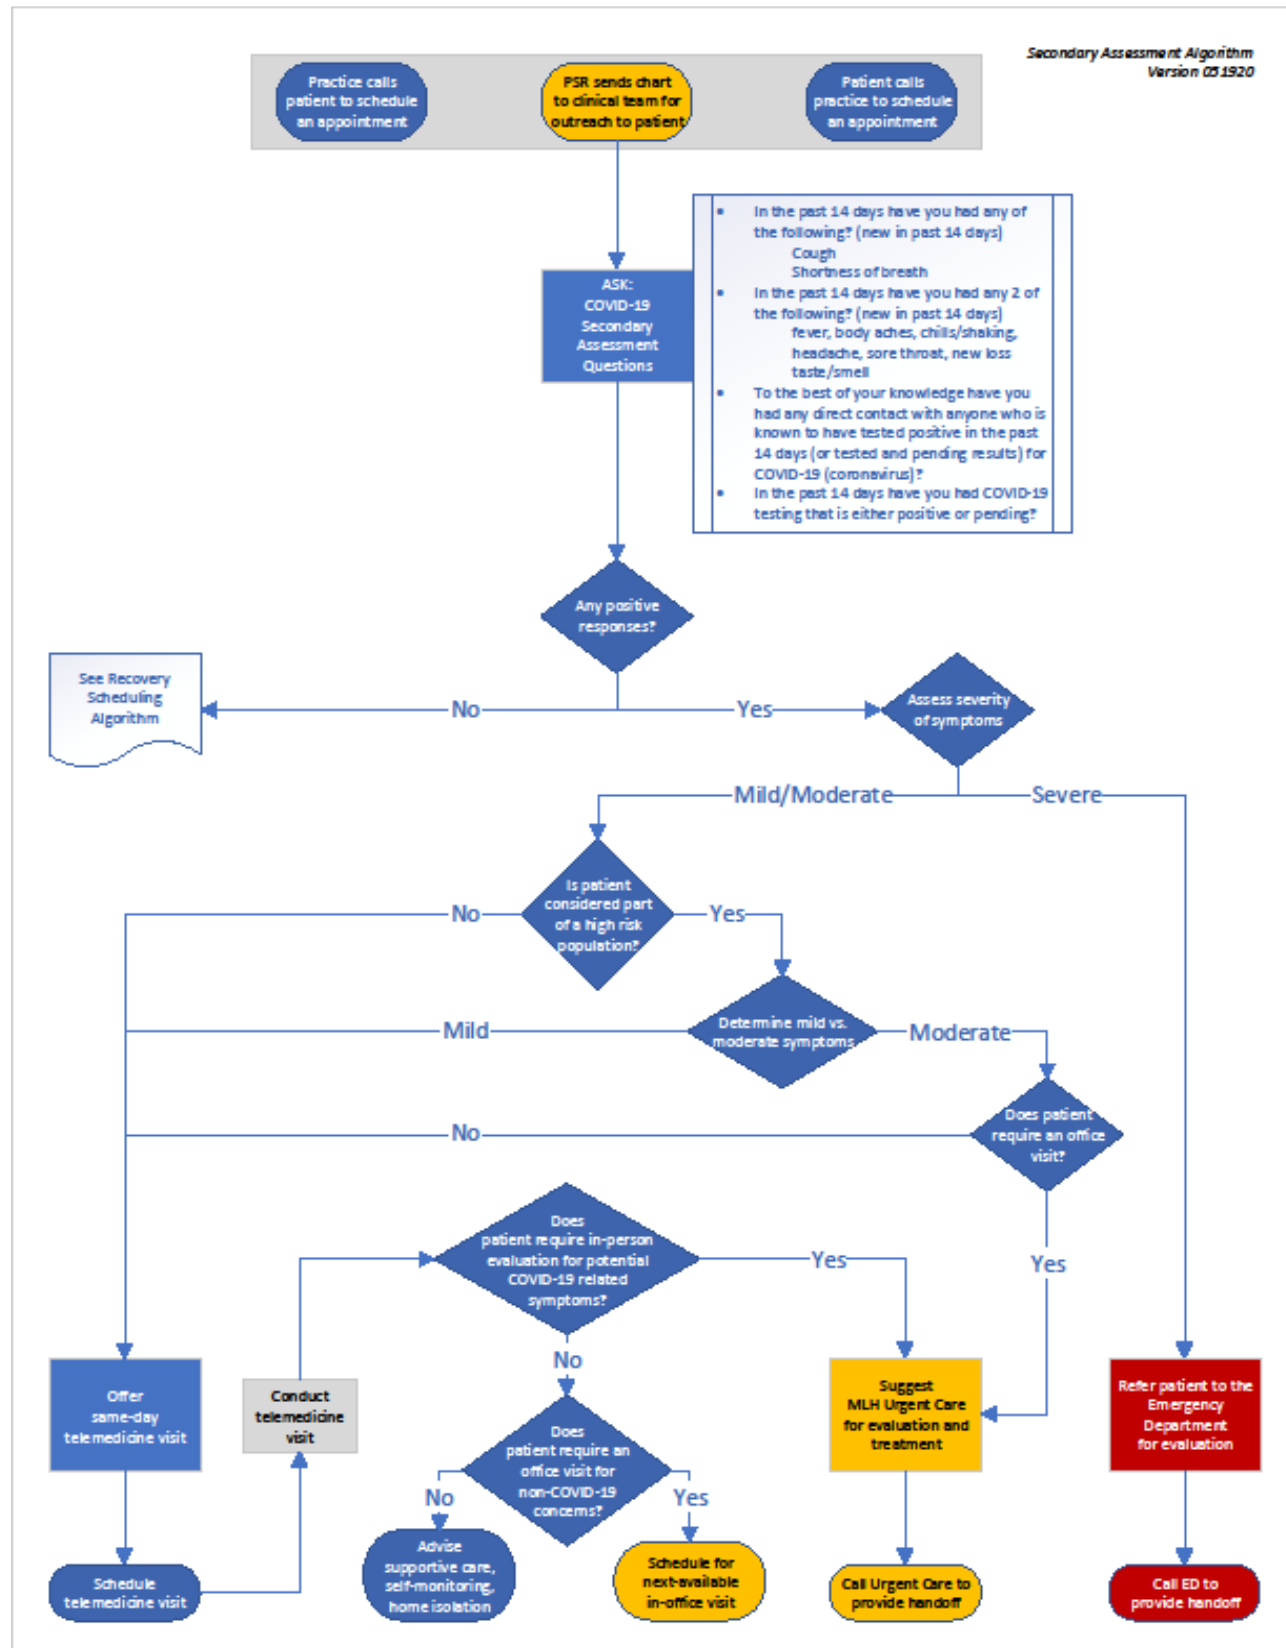 Secondary Assessment Algorithm
Version 051920
Practice calls
patient to schedule
an appointment
PSR sends chart
to clinical team for
outreach to patient
Patient calls
practice to schedule
an appointment
• In the past 14 days have you had any of
the following? (new in past 14 days)
Cough
Shortness of breath
• In the past 14 days have you had any 2 of
the following? (new in past 14 days)
fever, body aches, chills/shaking,
headache, sore throat, new loss
taste/smell
• To the best of your knowledge have you
had any direct contact with anyone who is
known to have tested positive in the past
14 days (or tested and pending results) for
COVID-19 (coronavirus)?
• In the past 14 days have you had COVID-19
testing that is either positive or pending?
ASK:
COVID-19
Secondary
Assessment
Questions
Any positive
responses?
See Recovery
Scheduling
Algorithm
No
Yes
Assess severity
of symptoms
Mild/Moderate
Severe
Is patient
considered part
of a high risk
population?
No
Yes
Determine mild vs.
moderate symptoms
Mild
Moderate
Does patient
require an office
visit?
No
Yes
Does
patient require in-person
evaluation for potential
COVID-19 related
symptoms?
Yes
No
Offer
same-day
telemedicine visit
Conduct
telemedicine
visit
Does
patient require an
office visit for
non-COVID-19
concerns?
Suggest
MLH Urgent Care
for evaluation and
treatment
Refer patient to the
Emergency
Department
for evaluation
No
Yes
Schedule
telemedicine visit
Advise
supportive care,
self-monitoring,
home isolation
Schedule for
next-available
in-office visit
Call Urgent Care to
provide handoff
Call ED to
provide handoff